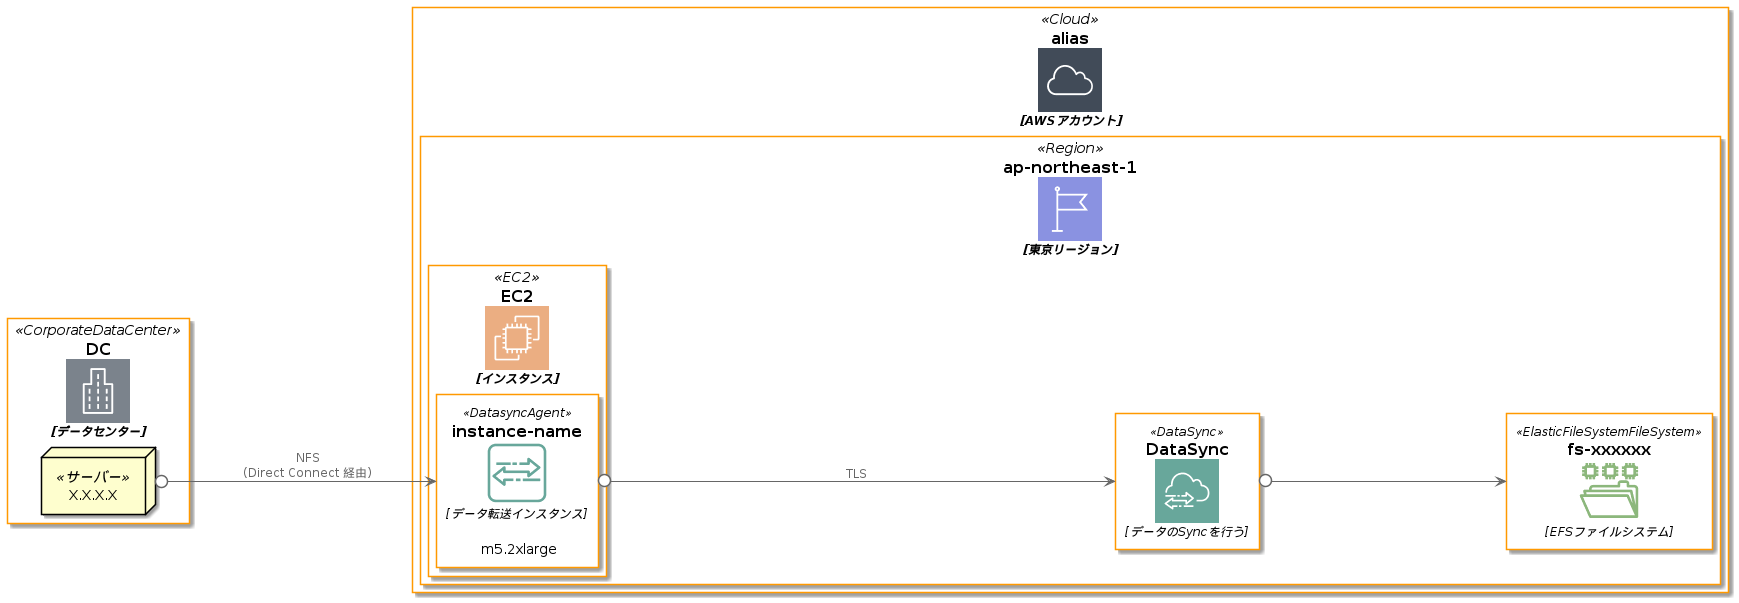 «Cloud»
alias
[AWS アカウント]
«Region»
ap-northeast-1
[東京リージョン]
«EC2»
EC2
[インスタンス]
«CorporateDataCenter»
DC
[データセンター]
«サーバー»
X.X.X.X
NFS
(Direct Connect 経由)
«DatasyncAgent»
instance-name
[データ転送インスタンス]
m5.2xlarge
TLS
«DataSync»
DataSync
[データのSyncを行う]
«ElasticFileSystemFileSystem»
fs-xxxxxx
[EFSファイルシステム]